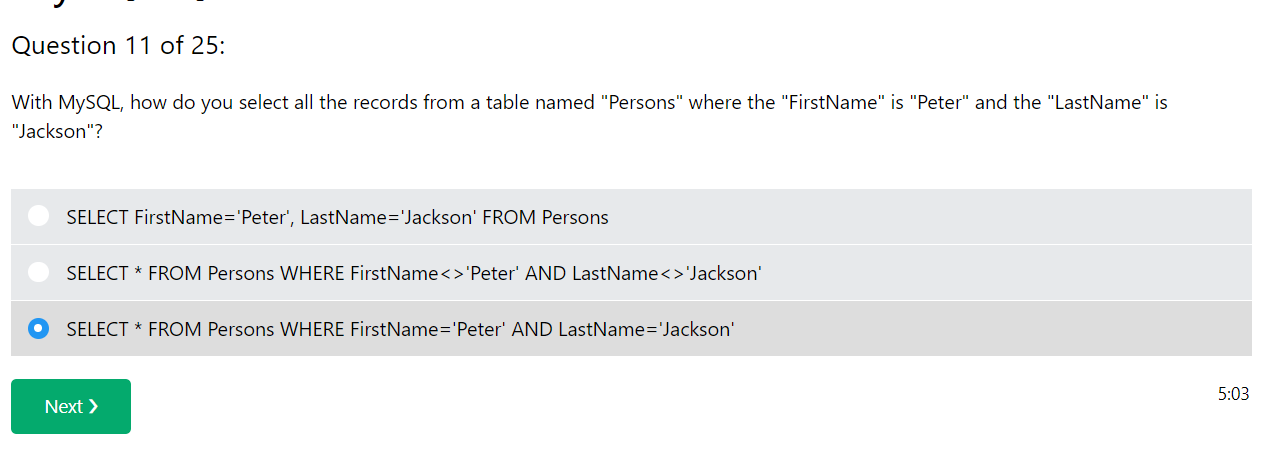 Question 11 of 25:
With MySQL, how do you select all the records from a table named "Persons" where the "FirstName" is "Peter" and the "LastName" is
"Jackson"?
SELECT FirstName='Peter', LastName='Jackson' FROM Persons
SELECT * FROM Persons WHERE FirstName<>'Peter' AND LastName<>'Jackson'
SELECT * FROM Persons WHERE FirstName='Peter' AND LastName='Jackson'
Next ❯
5:03